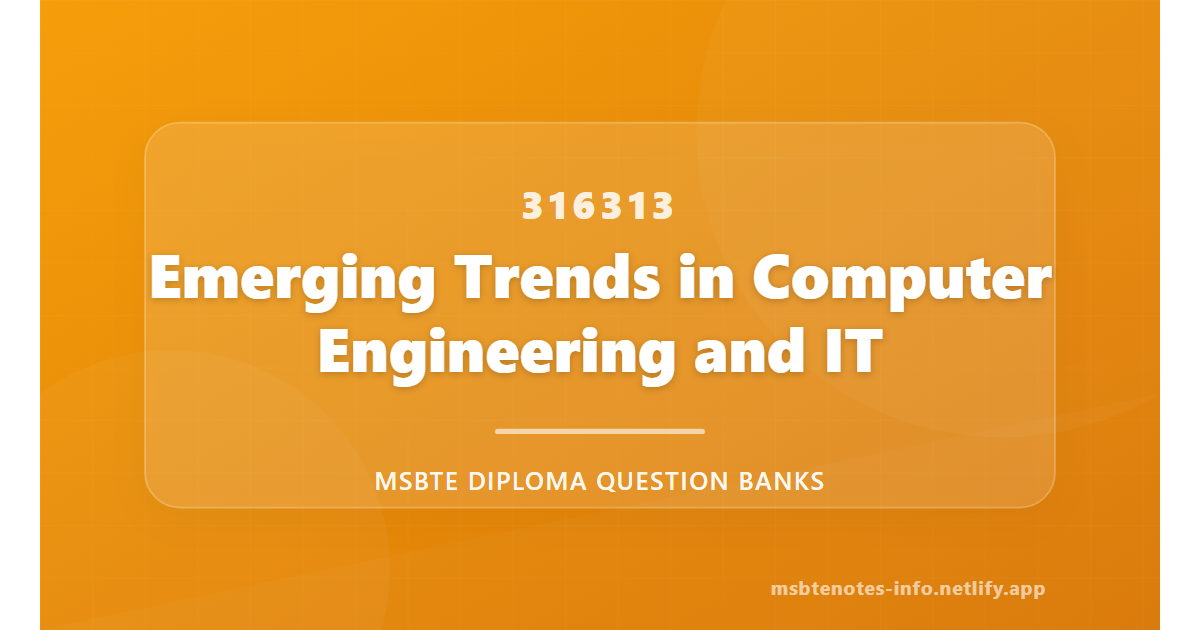 316313
Emerging Trends in Computer
Engineering and IT
MSBTE DIPLOMA QUESTION BANKS
msbtenotes-info.netlify.app